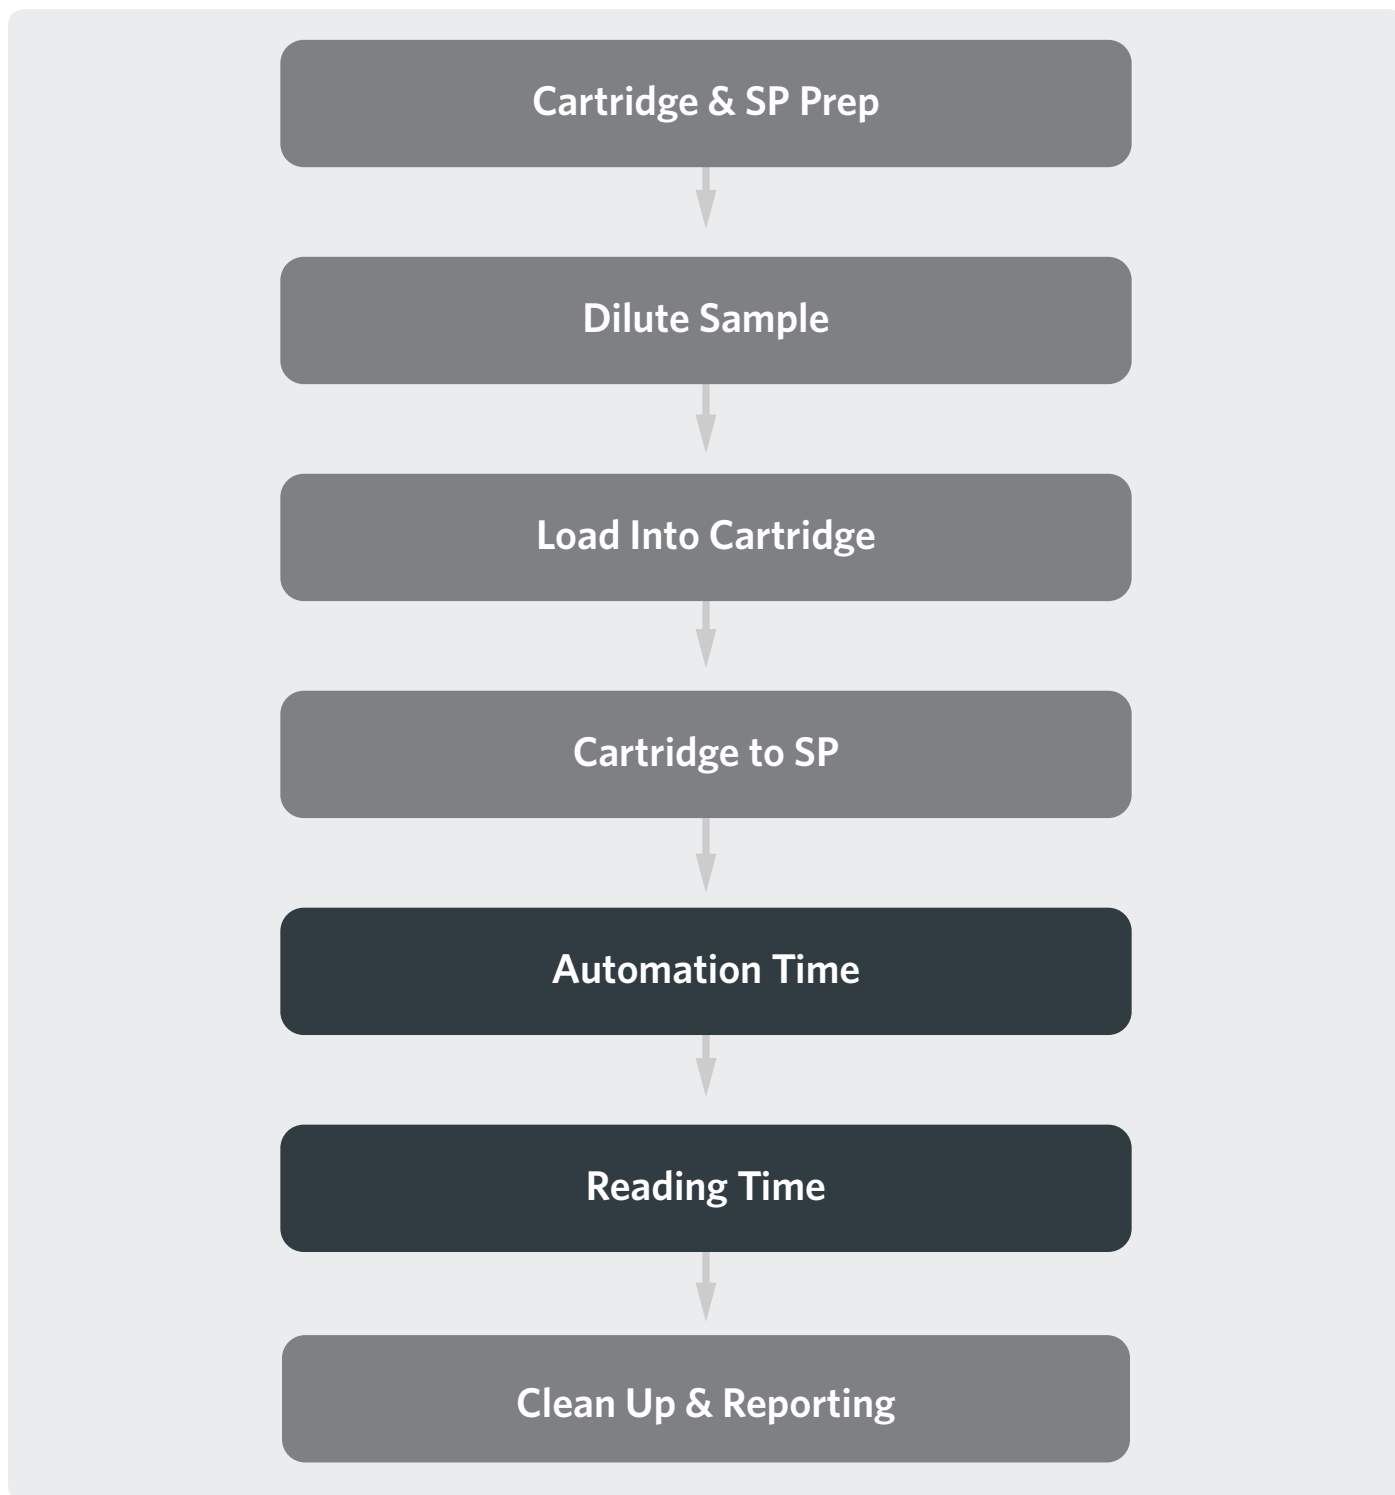 Cartridge & SP Prep
Dilute Sample
Load Into Cartridge
Cartridge to SP
Automation Time
Reading Time
Clean Up & Reporting